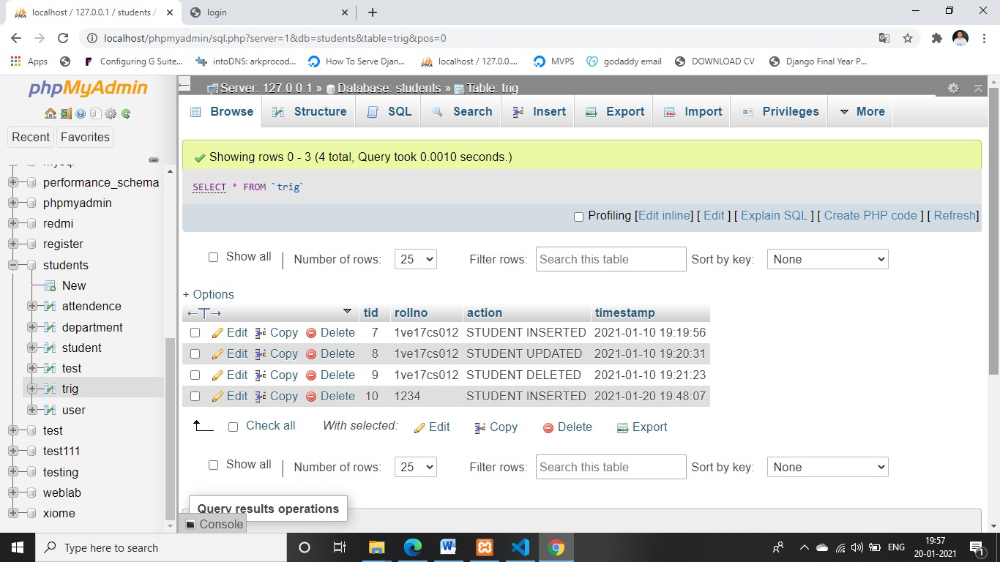 localhost / 127.0.0.1 / students /
login
localhost/phpmyadmin/sql.php?server=1&db=students&table=trig&pos=0
Apps Configuring G Suite... intoDNS: arkprocod... How To Serve Djan... localhost / 127.0.0.... MVPS godaddy email DOWNLOAD CV Django Final Year P...
phpMyAdmin
Recent Favorites
performance_schema
phpmyadmin
redmi
register
students
New
attendence
department
student
test
trig
user
test
test111
testing
weblab
xiome
Server: 127.0.0.1 » Database: students » Table: trig
Browse Structure SQL Search Insert Export Import Privileges More
Showing rows 0 - 3 (4 total, Query took 0.0010 seconds.)
SELECT * FROM `trig`
Profiling [Edit inline] [ Edit ] [ Explain SQL ] [ Create PHP code ] [ Refresh]
Show all | Number of rows: 25 Filter rows: Search this table Sort by key: None
+ Options
←T→ tid rollno action timestamp
Edit Copy Delete 7 1ve17cs012 STUDENT INSERTED 2021-01-10 19:19:56
Edit Copy Delete 8 1ve17cs012 STUDENT UPDATED 2021-01-10 19:20:31
Edit Copy Delete 9 1ve17cs012 STUDENT DELETED 2021-01-10 19:21:23
Edit Copy Delete 10 1234 STUDENT INSERTED 2021-01-20 19:48:07
Check all With selected: Edit Copy Delete Export
Show all | Number of rows: 25 Filter rows: Search this table Sort by key: None
Query results operations
Console
Type here to search
ENG
19:57
20-01-2021
1